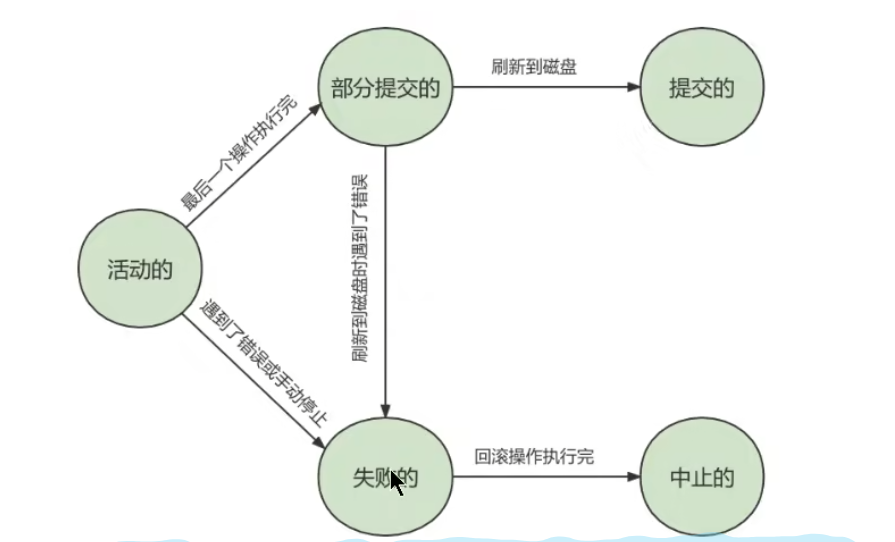 部分提交的
刷新到磁盘
提交的
最后一个操作执行完
刷新到磁盘时遇到了错误
活动的
遇到了错误或手动停止
失败的
回滚操作执行完
中止的